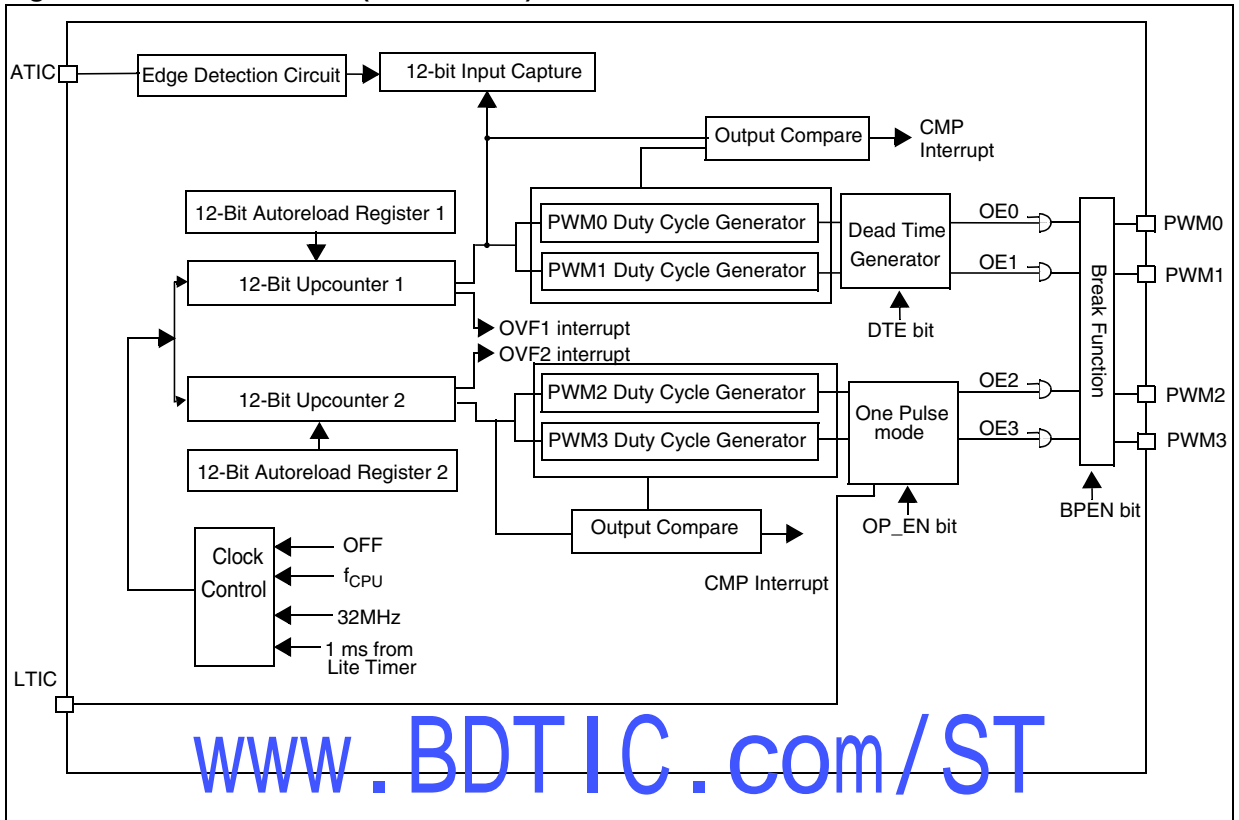 ATIC
Edge Detection Circuit
12-bit Input Capture
Output Compare
CMP
Interrupt
12-Bit Autoreload Register 1
PWM0 Duty Cycle Generator
PWM1 Duty Cycle Generator
Dead Time
Generator
OE0
OE1
PWM0
PWM1
12-Bit Upcounter 1
OVF1 interrupt
DTE bit
Break Function
OVF2 interrupt
12-Bit Upcounter 2
PWM2 Duty Cycle Generator
PWM3 Duty Cycle Generator
One Pulse
mode
OE2
OE3
PWM2
PWM3
12-Bit Autoreload Register 2
BPEN bit
OP_EN bit
Output Compare
CMP Interrupt
Clock
Control
OFF
fCPU
32MHz
1 ms from
Lite Timer
LTIC
www.BDTIC.com/ST